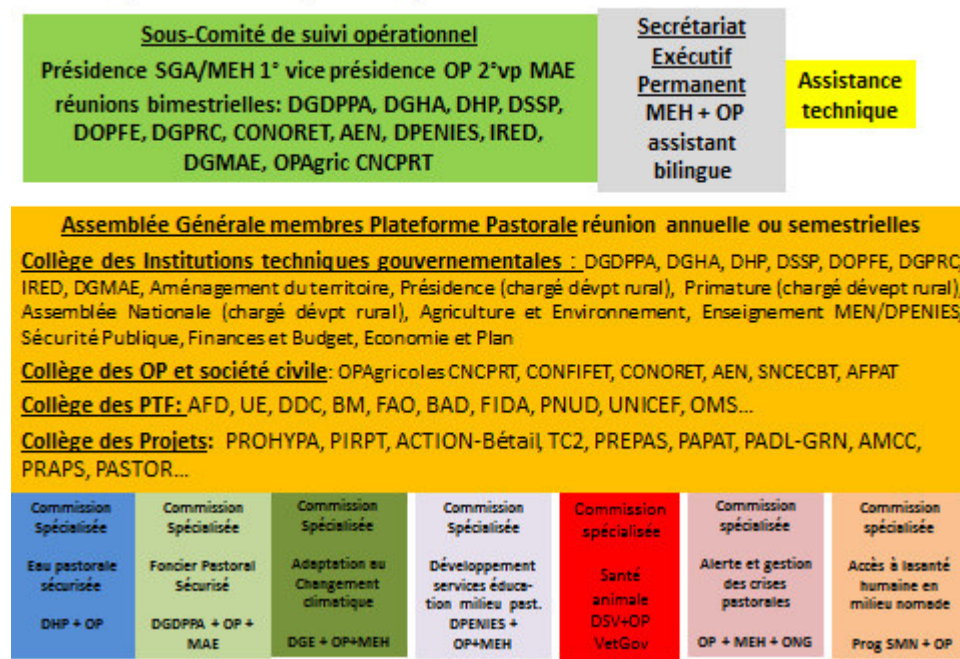 Sous-Comité de suivi opérationnel
Présidence SGA/MEH 1° vice présidence OP 2°vp MAE
réunions bimestrielles: DGDPPA, DGHA, DHP, DSSP,
DOPFE, DGPRC, CONORET, AEN, DPENIES, IRED,
DGMAE, OPAgric CNCPRT
Secrétariat
Exécutif
Permanent
MEH + OP
assistant
bilingue
Assistance
technique
Assemblée Générale membres Plateforme Pastorale réunion annuelle ou semestrielles
Collège des Institutions techniques gouvernementales : DGDPPA, DGHA, DHP, DSSP, DOPFE, DGPRC,
IRED, DGMAE, Aménagement du territoire, Présidence (chargé dévpt rural), Primature (chargé dévept rural),
Assemblée Nationale (chargé dévpt rural), Agriculture et Environnement, Enseignement MEN/DPENIES,
Sécurité Publique, Finances et Budget, Economie et Plan
Collège des OP et société civile: OPAgricoles CNCPRT, CONFIFET, CONORET, AEN, SNCECBT, AFPAT
Collège des PTF: AFD, UE, DDC, BM, FAO, BAD, FIDA, PNUD, UNICEF, OMS...
Collège des Projets: PROHYPA, PIRPT, ACTION-Bétail, TC2, PREPAS, PAPAT, PADL-GRN, AMCC,
PRAPS, PASTOR...
Commission
Spécialisée
Eau pastorale
sécurisée
DHP + OP
Commission
Spécialisée
Foncier Pastoral
Sécurisé
DGDPPA + OP +
MAE
Commission
Spécialisée
Adaptation au
Changement
climatique
DGE + OP+MEH
Commission
Spécialisée
Développement
services éduca-
tion milieu past.
DPENIES +
OP+MEH
Commission
spécialisée
Santé
animale
DSV+OP
VetGov
Commission
spécialisée
Alerte et gestion
des crises
pastorales
OP + MEH + ONG
Commission
spécialisée
Accès à lasanté
humaine en
milieu nomade
Prog SMN + OP